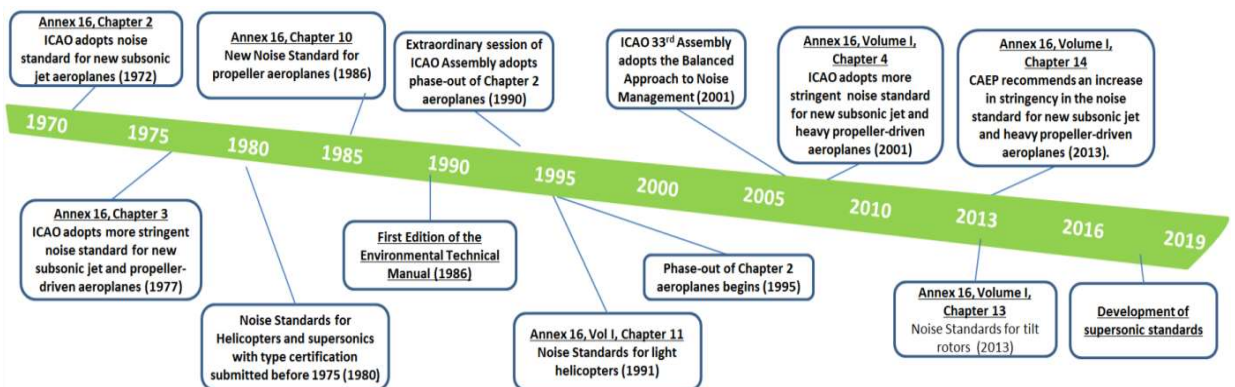 Annex 16, Chapter 2
ICAO adopts noise
standard for new subsonic
jet aeroplanes (1972)
Annex 16, Chapter 10
New Noise Standard for
propeller aeroplanes (1986)
Extraordinary session of
ICAO Assembly adopts
phase-out of Chapter 2
aeroplanes (1990)
ICAO 33rd Assembly
adopts the Balanced
Approach to Noise
Management (2001)
Annex 16, Volume I,
Chapter 4
ICAO adopts more
stringent noise standard
for new subsonic jet and
heavy propeller-driven
aeroplanes (2001)
Annex 16, Volume I,
Chapter 14
CAEP recommends an increase
in stringency in the noise
standard for new subsonic jet
and heavy propeller-driven
aeroplanes (2013).
1970
1975
1980
1985
1990
1995
2000
2005
2010
2013
2016
2019
Annex 16, Chapter 3
ICAO adopts more stringent
noise standard for new
subsonic jet and propeller-
driven aeroplanes (1977)
Noise Standards for
Helicopters and supersonics
with type certification
submitted before 1975 (1980)
First Edition of the
Environmental Technical
Manual (1986)
Annex 16, Vol I, Chapter 11
Noise Standards for light
helicopters (1991)
Phase-out of Chapter 2
aeroplanes begins (1995)
Annex 16, Volume I,
Chapter 13
Noise Standards for tilt
rotors (2013)
Development of
supersonic standards